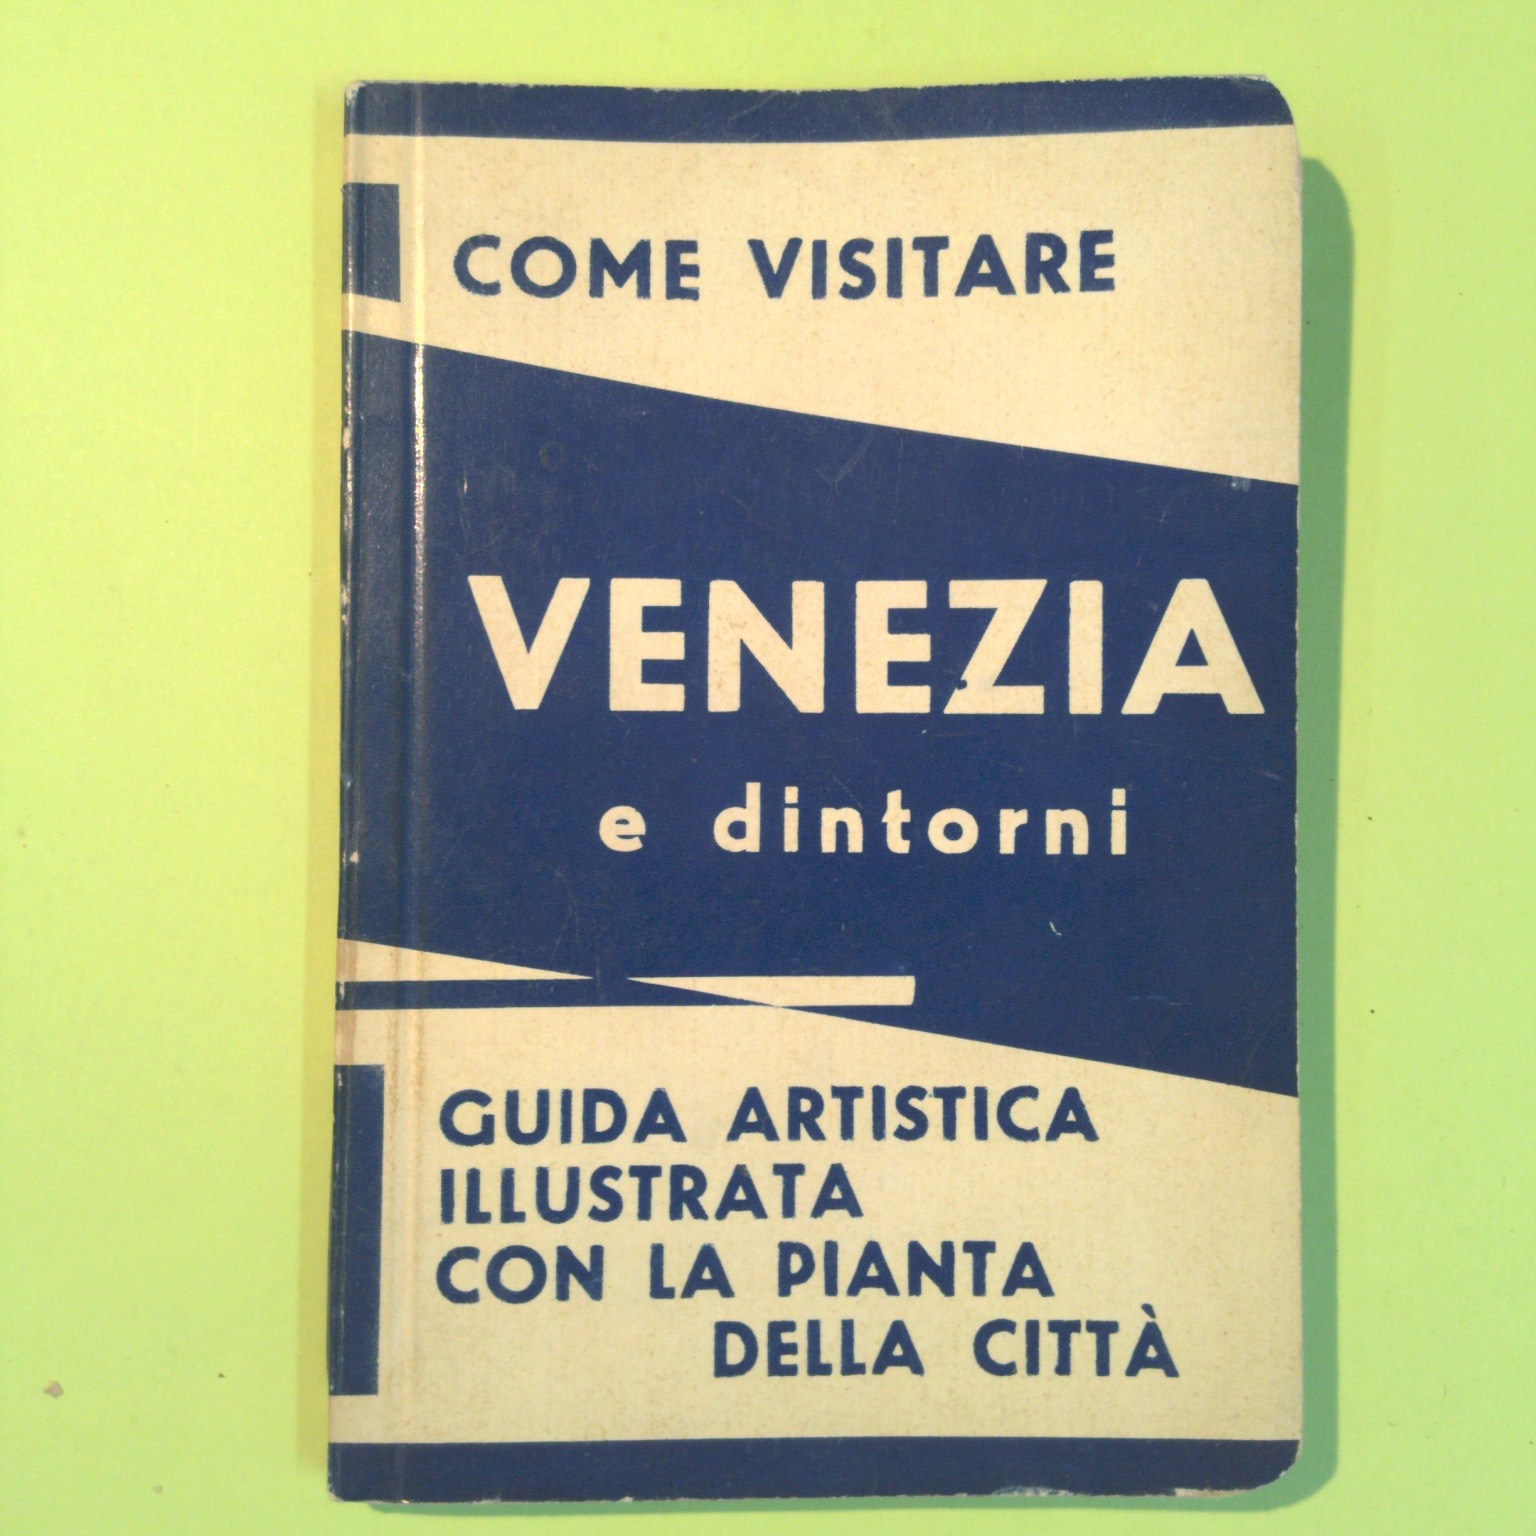 COME VISITARE
VENEZIA
e dintorni
GUIDA ARTISTICA
ILLUSTRATA
CON LA PIANTA
DELLA CITTÀ